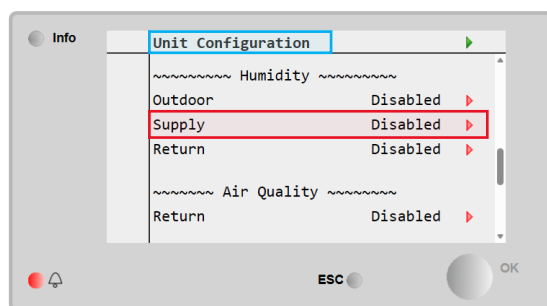 Info
Unit Configuration
~~~~~~~~~ Humidity ~~~~~~~~~
Outdoor Disabled
Supply Disabled
Return Disabled
~~~~~~~ Air Quality ~~~~~~~~
Return Disabled
ESC
OK